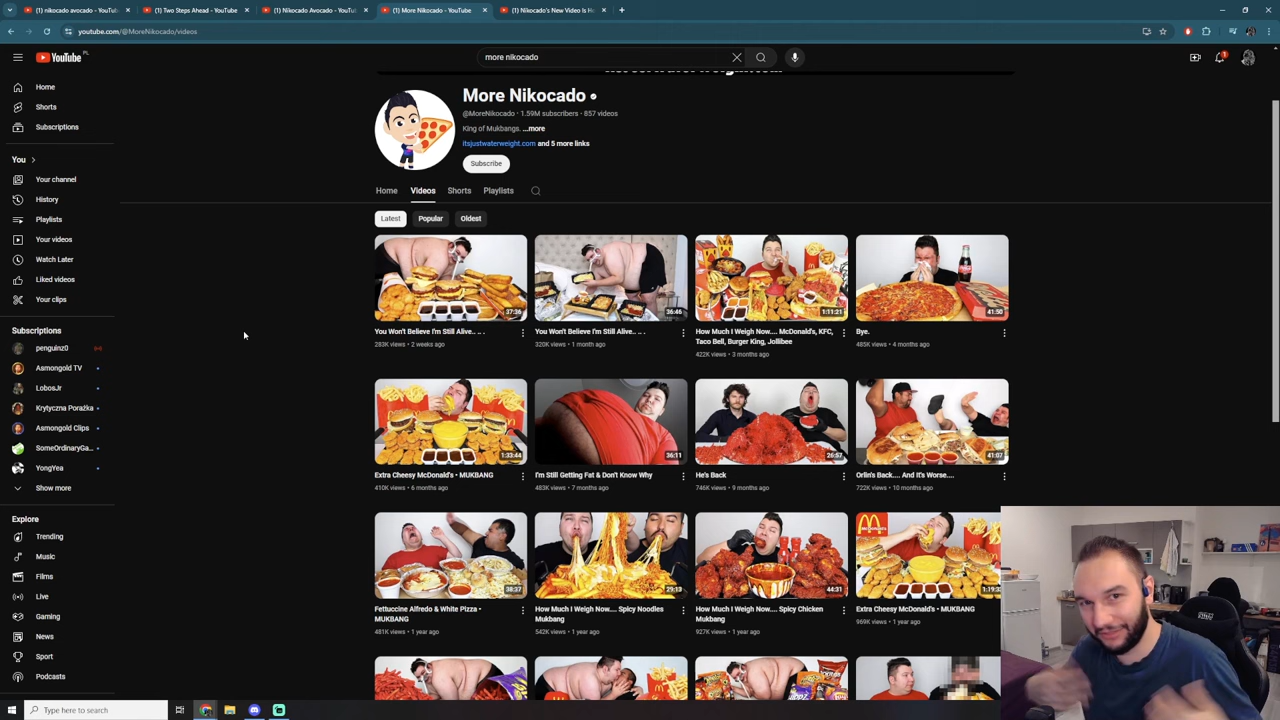 (1) nikocado avocado - YouTu
(1) Two Steps Ahead - YouTube
(1) Nikocado Avocado - YouTu
(1) More Nikocado - YouTube
(1) Nikocado's New Video Is H
youtube.com/@MoreNikocado/videos
YouTube PL
more nikocado
1
Home
Shorts
Subscriptions
You
Your channel
History
Playlists
Your videos
Watch Later
Liked videos
Your clips
Subscriptions
penguinz0
Asmongold TV
LobosJr
Krytyczna Porażka
Asmongold Clips
SomeOrdinaryGa...
YongYea
Show more
Explore
Trending
Music
Films
Live
Gaming
News
Sport
Podcasts
More Nikocado
@MoreNikocado • 1.59M subscribers • 857 videos
King of Mukbangs. ...more
itsjustwaterweight.com and 5 more links
Subscribe
Home Videos Shorts Playlists
Latest Popular Oldest
37:36
You Won't Believe I'm Still Alive.. .. .
283K views • 2 weeks ago
36:46
You Won't Believe I'm Still Alive.. .. .
320K views • 1 month ago
1:11:21
How Much I Weigh Now.... McDonald's, KFC,
Taco Bell, Burger King, Jollibee
422K views • 3 months ago
41:50
Bye.
485K views • 4 months ago
1:33:44
Extra Cheesy McDonald's • MUKBANG
410K views • 6 months ago
36:11
I'm Still Getting Fat & Don't Know Why
483K views • 7 months ago
26:57
He's Back
746K views • 9 months ago
41:07
Orlin's Back.... And It's Worse....
722K views • 10 months ago
38:37
Fettuccine Alfredo & White Pizza •
MUKBANG
481K views • 1 year ago
29:13
How Much I Weigh Now.... Spicy Noodles
Mukbang
542K views • 1 year ago
44:31
How Much I Weigh Now.... Spicy Chicken
Mukbang
927K views • 1 year ago
Extra Cheesy McDonald's • MUKBANG
969K views • 1 year ago
Type here to search